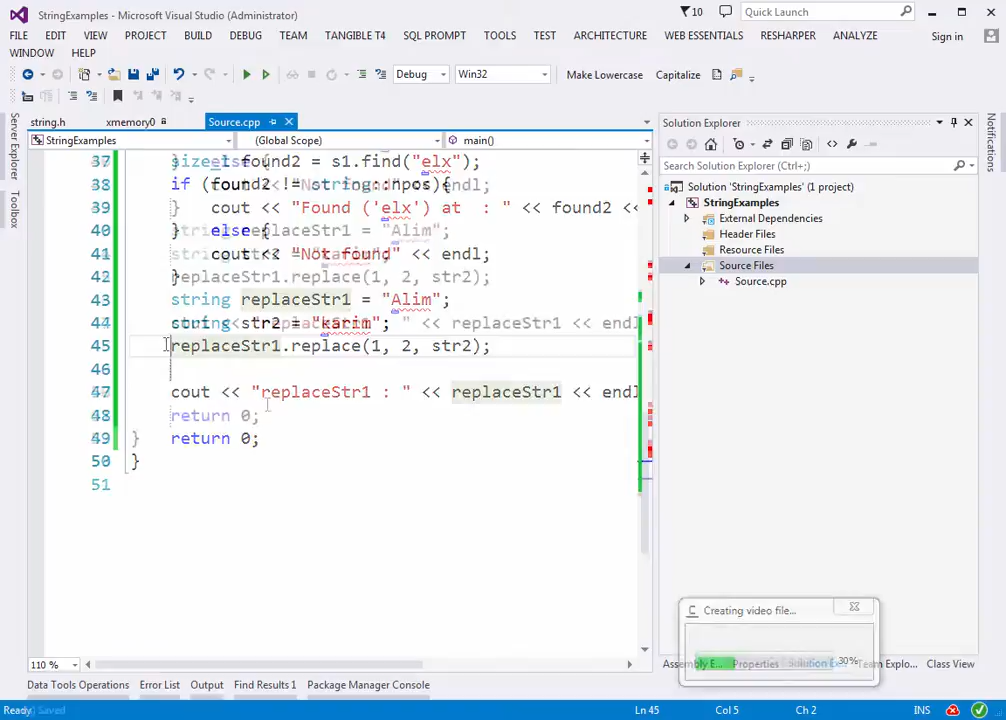 StringExamples - Microsoft Visual Studio (Administrator)
10
Quick Launch
FILE EDIT VIEW PROJECT BUILD DEBUG TEAM TANGIBLE T4 SQL PROMPT TOOLS TEST ARCHITECTURE WEB ESSENTIALS RESHARPER ANALYZE Sign in
WINDOW HELP
Debug Win32 Make Lowercase Capitalize
string.h xmemory0 Source.cpp
StringExamples (Global Scope) main()
37 found2 = s1.find("elx");
38 if (found2 != string::npos){
39 } cout << "Found ('elx') at : " << found2 <<
40 } else {
41 cout << "Not found" << endl;
42 }
43 string replaceStr1 = "Alim";
44 string str2 = "karim";
45 replaceStr1.replace(1, 2, str2);
46
47 cout << "replaceStr1 : " << replaceStr1 << endl
48 return 0;
49 } return 0;
50 }
51
110 %
Server Explorer
Toolbox
Solution Explorer
Search Solution Explorer (Ctrl+;)
Solution 'StringExamples' (1 project)
StringExamples
External Dependencies
Header Files
Resource Files
Source Files
Source.cpp
Notifications
Creating video file...
30%
Assembly E... Properties Solution Ex... Team Explo... Class View
Data Tools Operations Error List Output Find Results 1 Package Manager Console
Ready Saved Ln 45 Col 5 Ch 2 INS